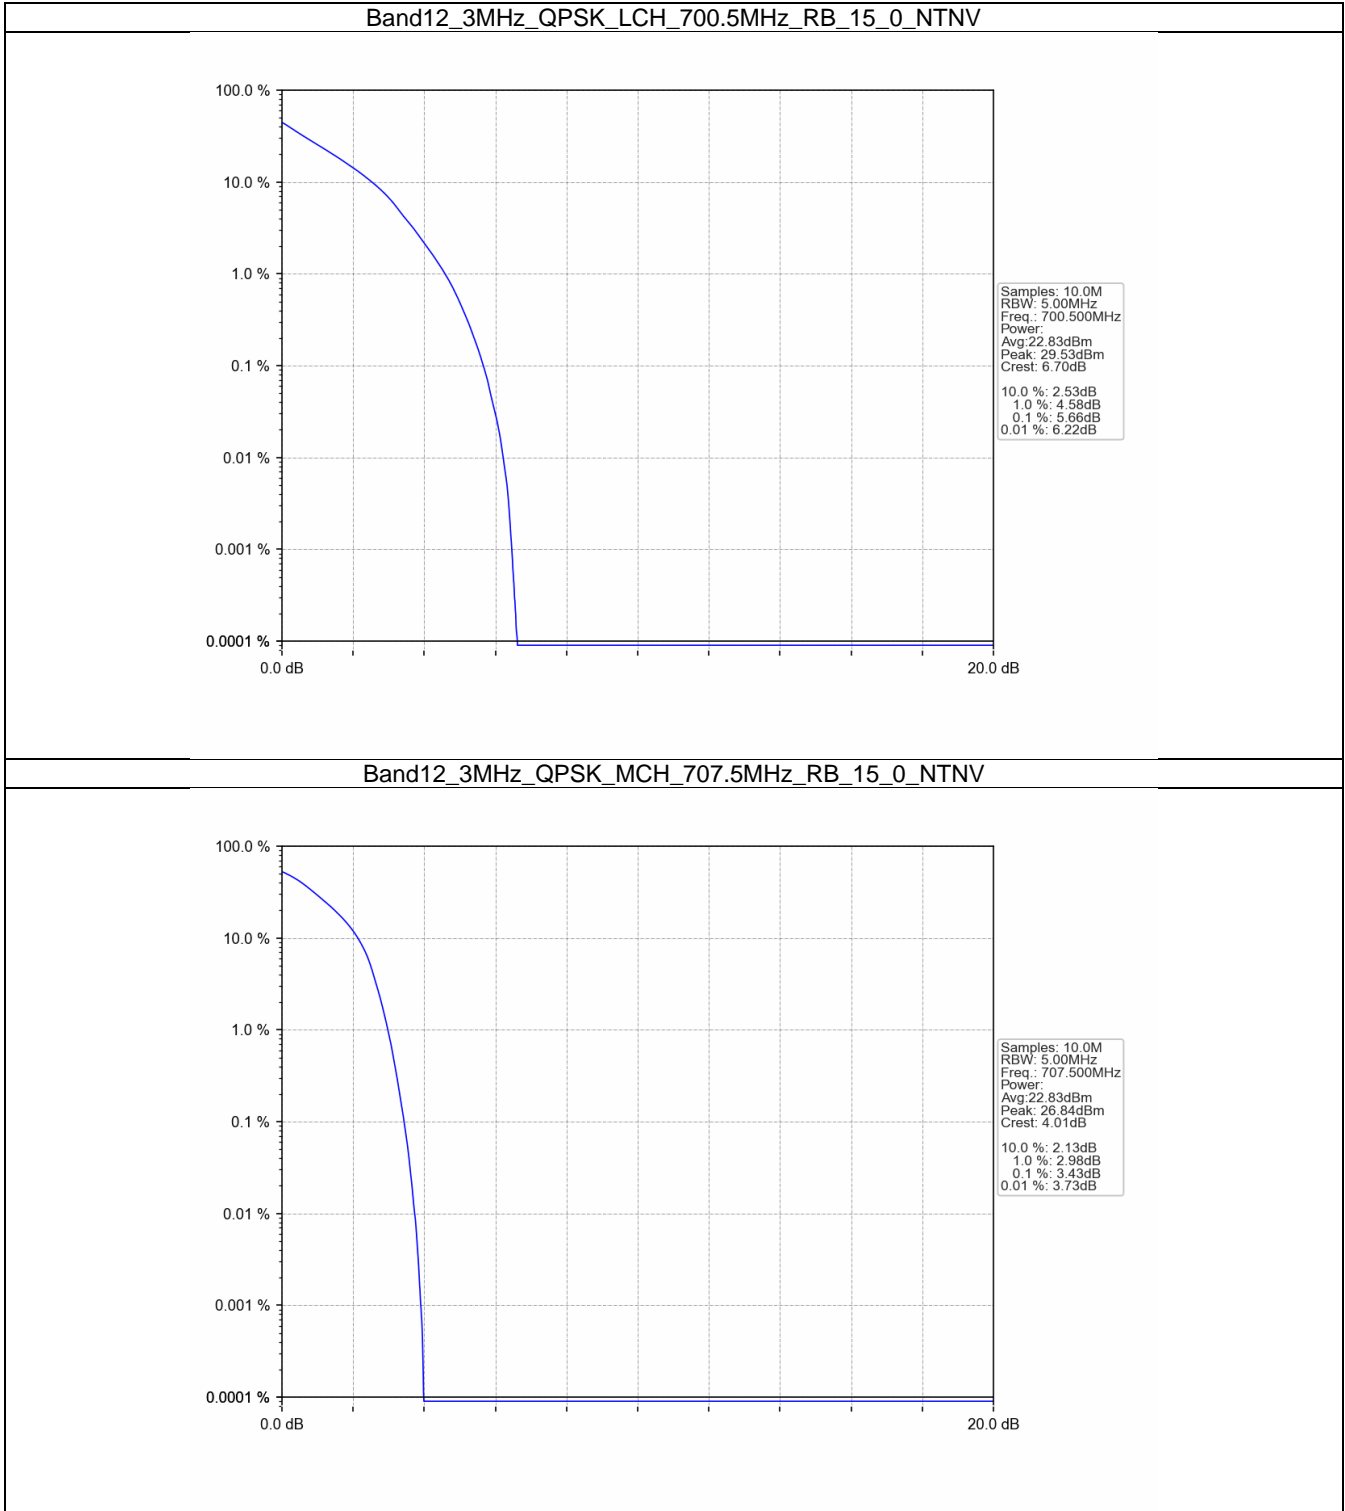 Band12_3MHz_QPSK_LCH_700.5MHz_RB_15_0_NTNV
100.0 %
10.0 %
1.0 %
0.1 %
0.01 %
0.001 %
0.0001 %
0.0 dB
20.0 dB
Samples: 10.0M
RBW: 5.00MHz
Freq.: 700.500MHz
Power:
Avg:22.83dBm
Peak: 29.53dBm
Crest: 6.70dB
10.0 %: 2.53dB
1.0 %: 4.58dB
0.1 %: 5.66dB
0.01 %: 6.22dB
Band12_3MHz_QPSK_MCH_707.5MHz_RB_15_0_NTNV
100.0 %
10.0 %
1.0 %
0.1 %
0.01 %
0.001 %
0.0001 %
0.0 dB
20.0 dB
Samples: 10.0M
RBW: 5.00MHz
Freq.: 707.500MHz
Power:
Avg:22.83dBm
Peak: 26.84dBm
Crest: 4.01dB
10.0 %: 2.13dB
1.0 %: 2.98dB
0.1 %: 3.43dB
0.01 %: 3.73dB